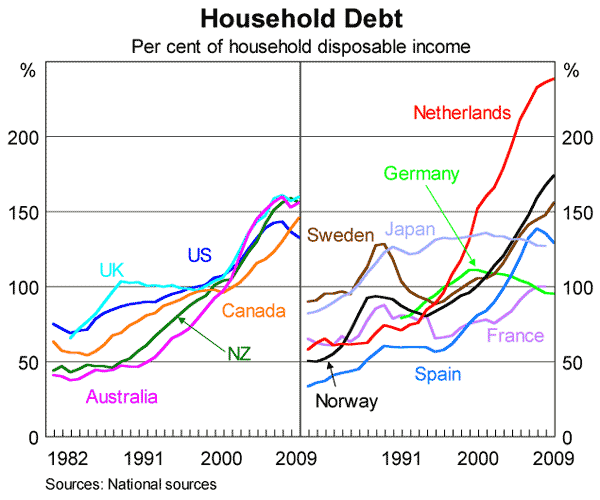 Household Debt
Per cent of household disposable income
% %
200 200
150 150
100 100
50 50
0 0
Netherlands
Germany
Sweden
Japan
US
UK
Canada
NZ
France
Spain
Australia
Norway
1982 1991 2000 2009 1991 2000 2009
Sources: National sources